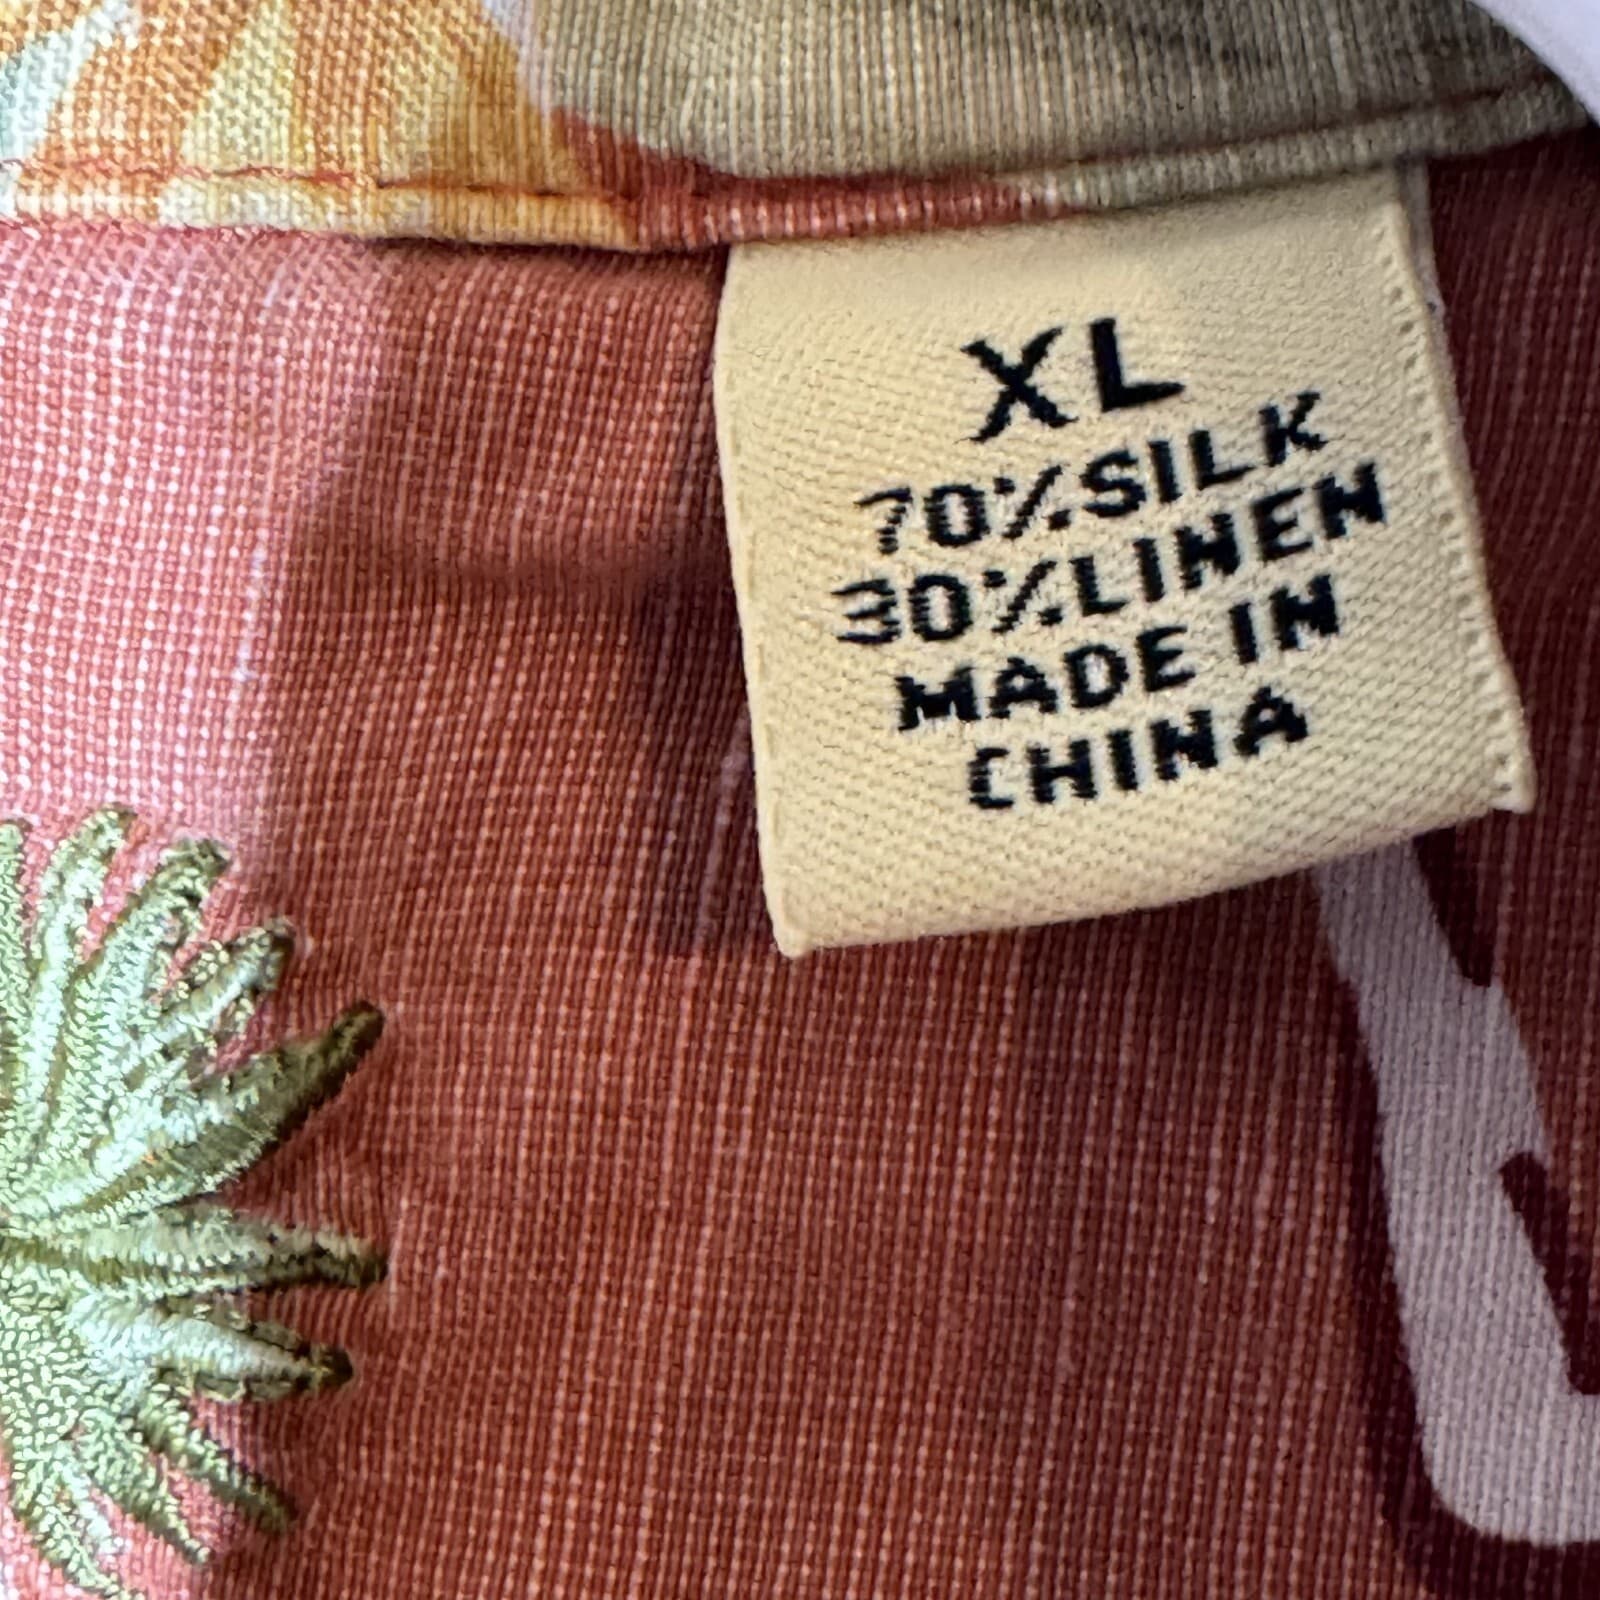 XL
70%SILK
30%LINEN
MADE IN
CHINA